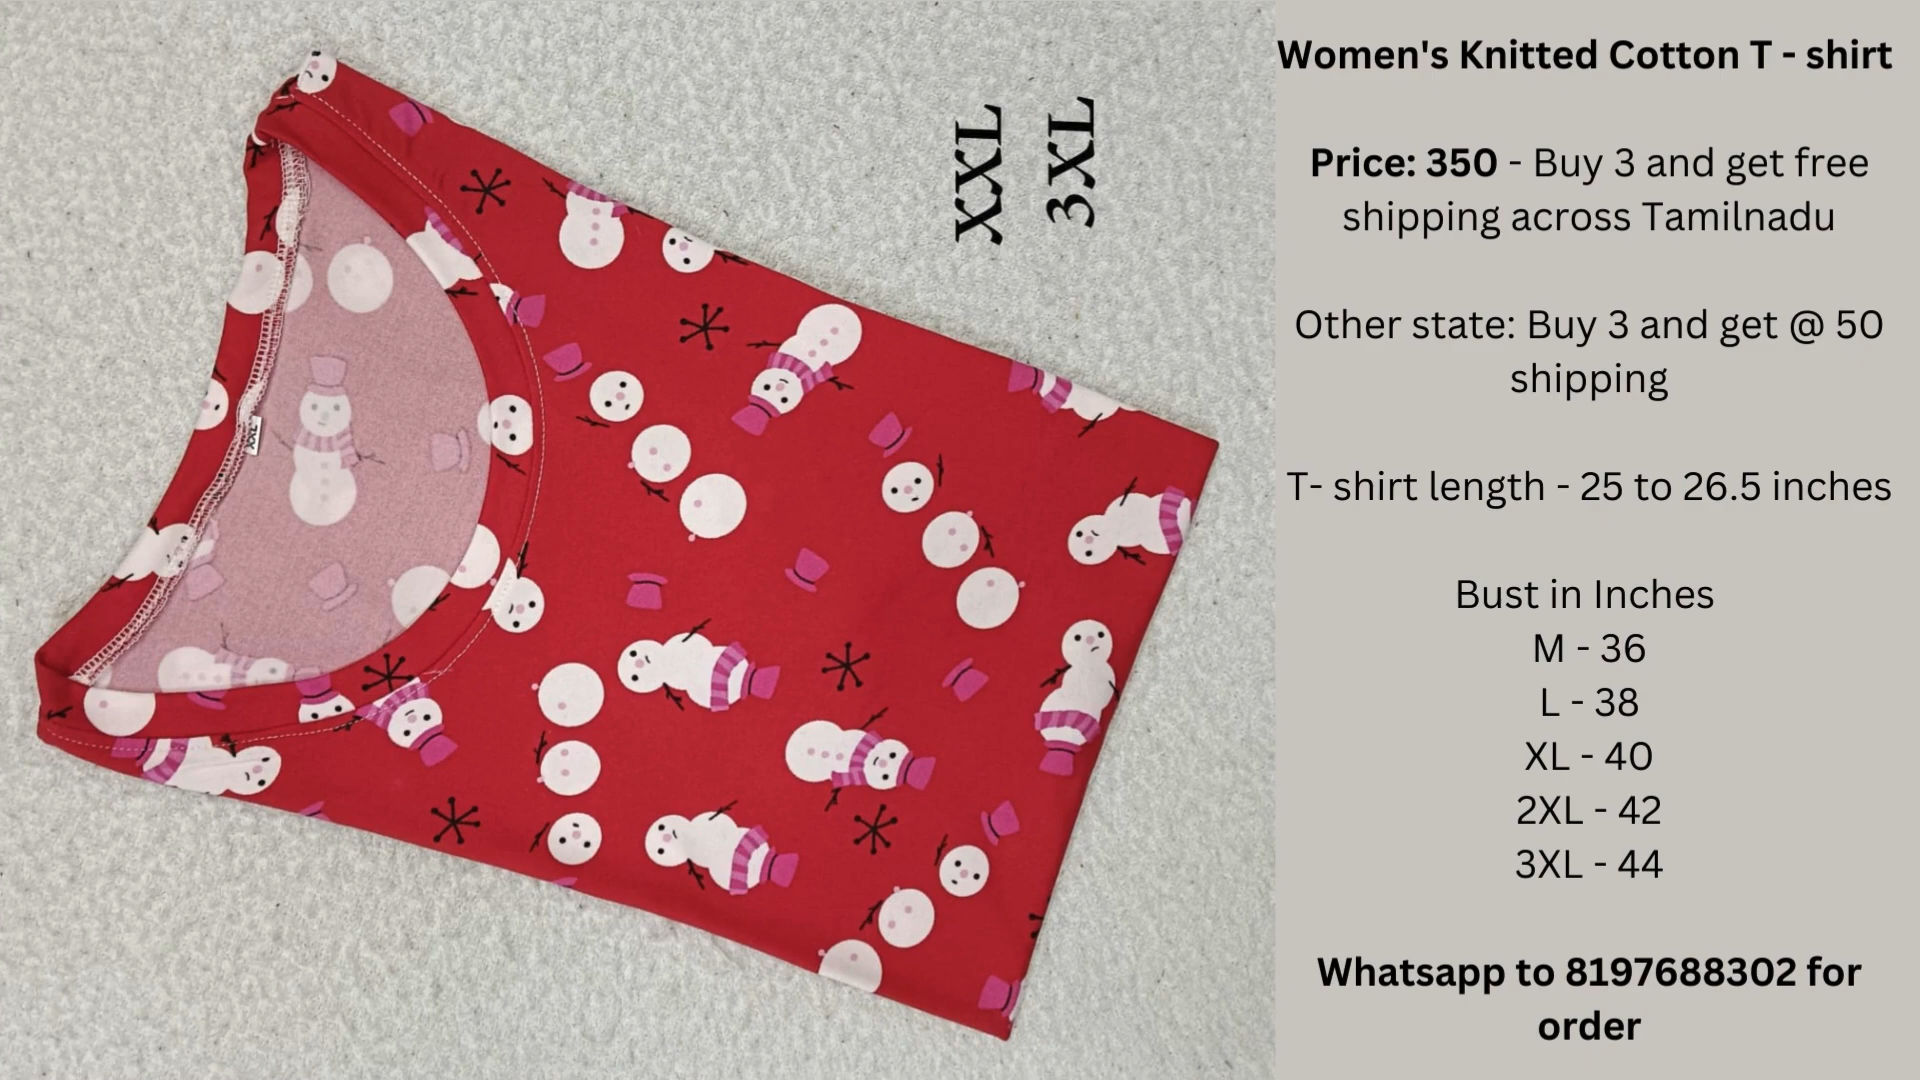 XXL
3XL
XXL
Women's Knitted Cotton T - shirt
Price: 350 - Buy 3 and get free
shipping across Tamilnadu
Other state: Buy 3 and get @ 50
shipping
T- shirt length - 25 to 26.5 inches
Bust in Inches
M - 36
L - 38
XL - 40
2XL - 42
3XL - 44
Whatsapp to 8197688302 for
order